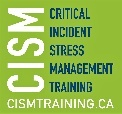 CISM
CRITICAL
INCIDENT
STRESS
MANAGEMENT
TRAINING
CISMTRAINING.CA